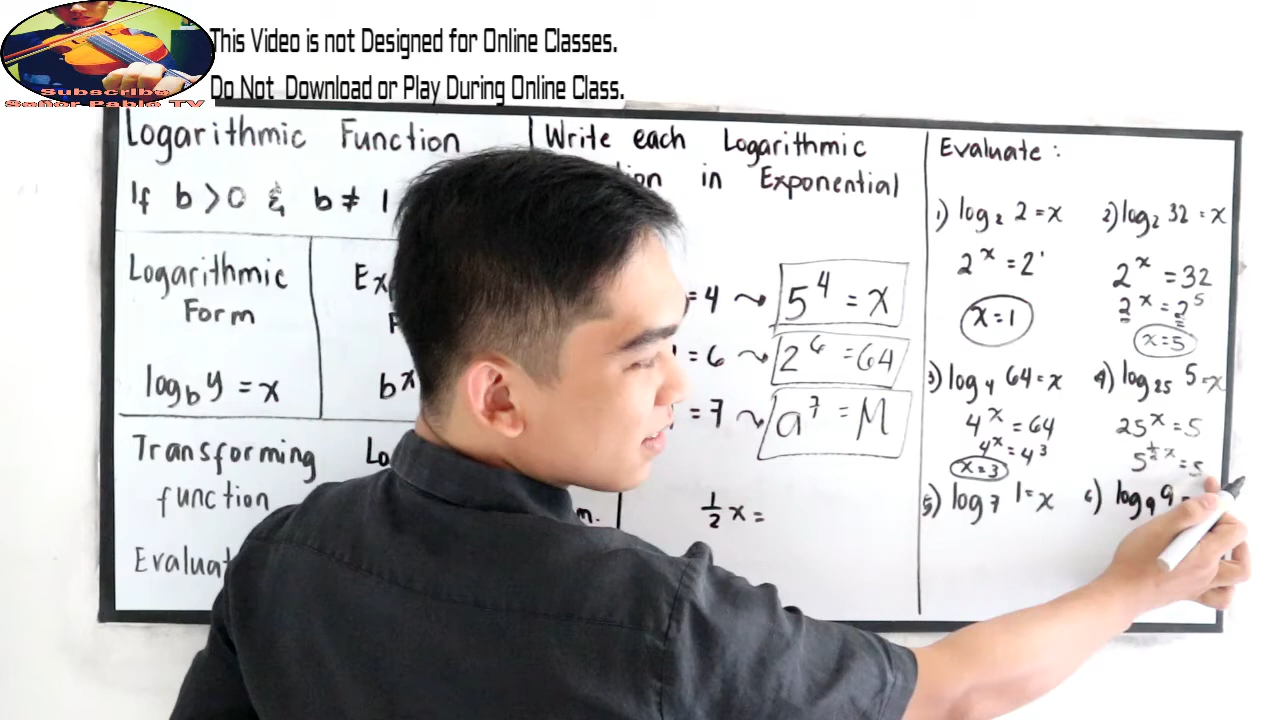 This Video is not Designed for Online Classes.
Do Not Download or Play During Online Class.
Subscribe
Señor Pablo TV
Logarithmic Function
If b > 0 & b ≠ 1
Logarithmic
Form
log_b y = x
Ex
b^x
Transforming
function
Lo
m.
Evaluat
Write each Logarithmic
in Exponential
= 4 ⤳ 5^4 = x
= 6 ⤳ 2^6 = 64
= 7 ⤳ a^7 = M
1/2 x =
Evaluate :
1) log_2 2 = x
2^x = 2^1
x = 1
2) log_2 32 = x
2^x = 32
2^x = 2^5
x = 5
3) log_4 64 = x
4^x = 64
4^x = 4^3
x = 3
4) log_25 5 = x
25^x = 5
5^(1/2 x) = 5
5) log_7 1 = x
6) log_9 9 =